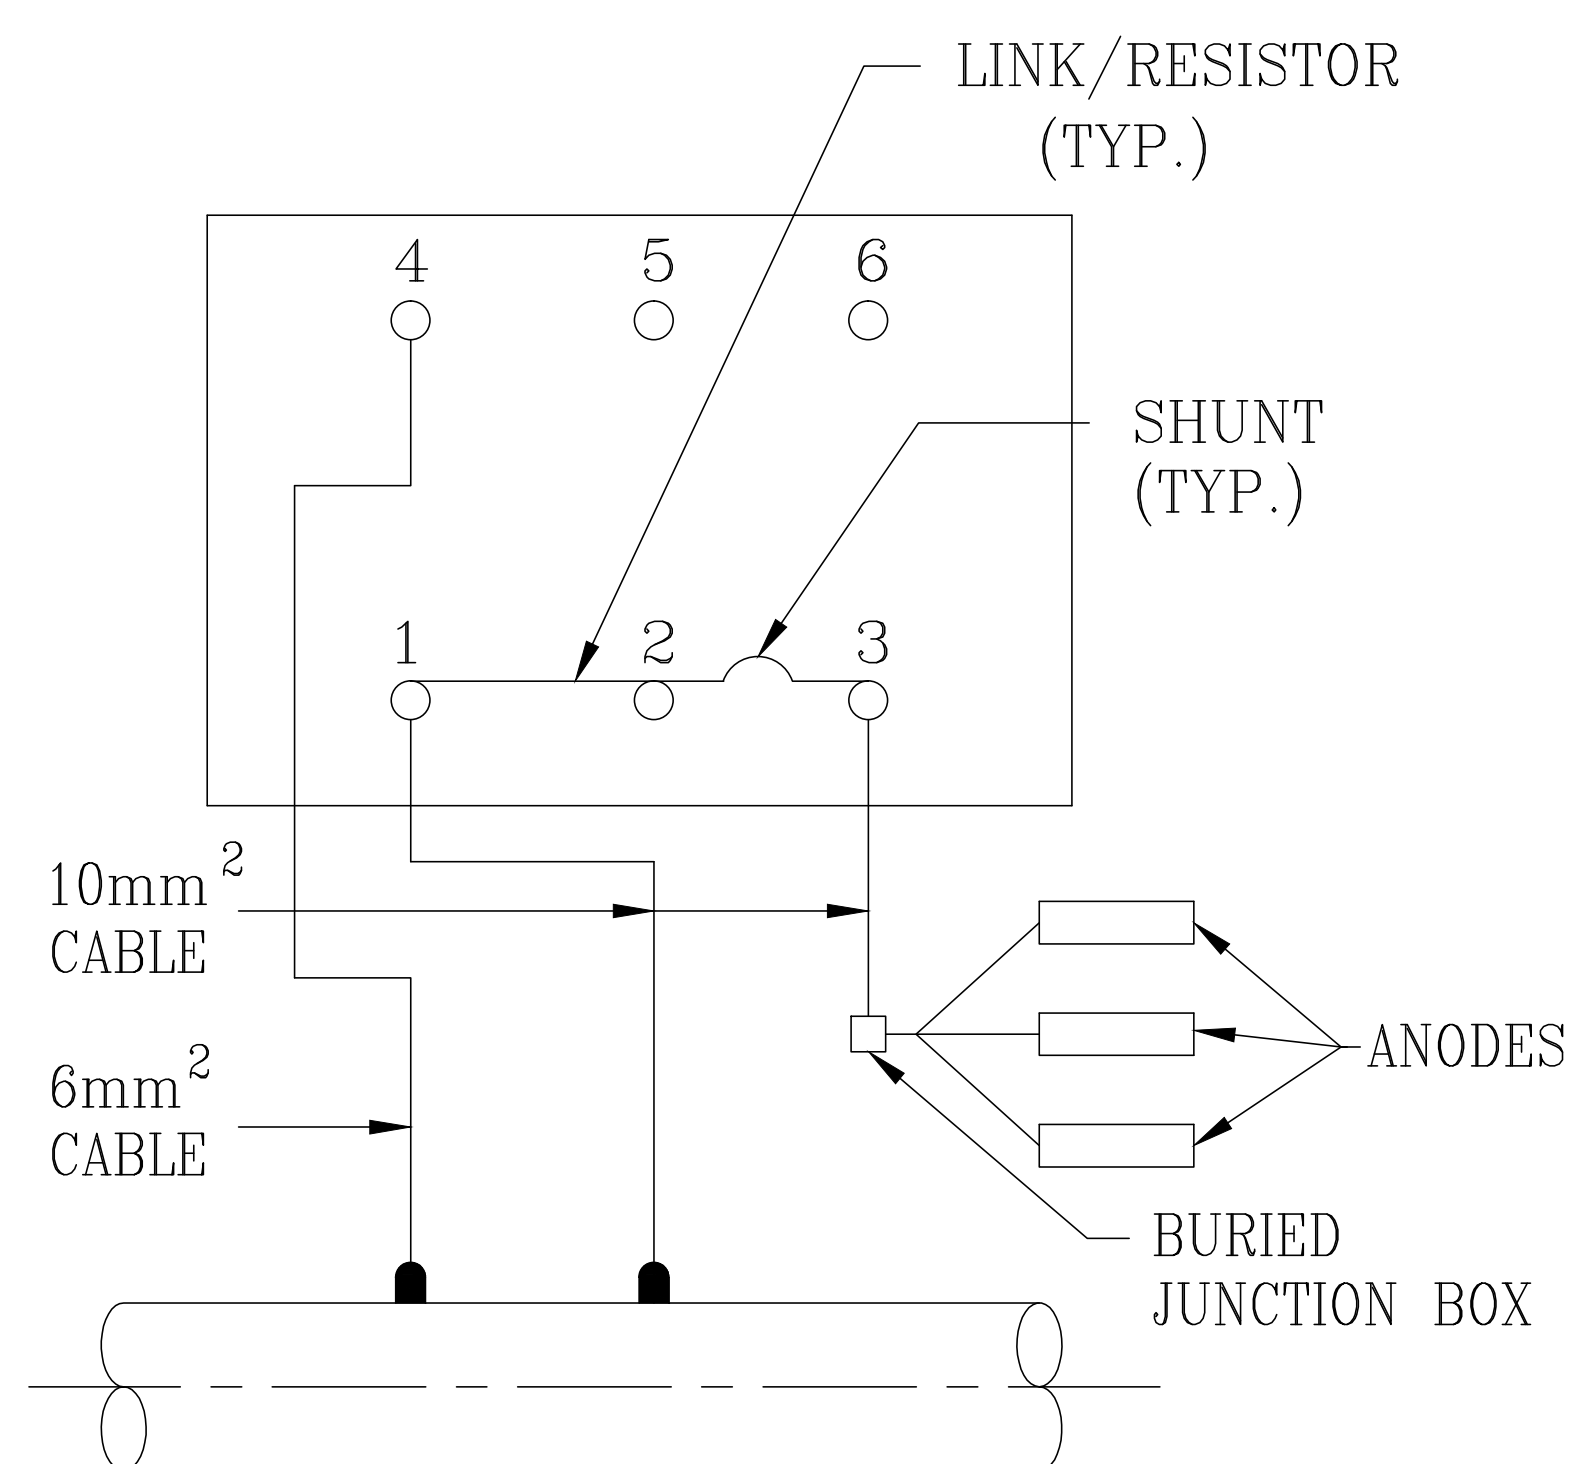 LINK/RESISTOR
(TYP.)
4 5 6
SHUNT
(TYP.)
1 2 3
10mm²
CABLE
ANODES
6mm²
CABLE
BURIED
JUNCTION BOX